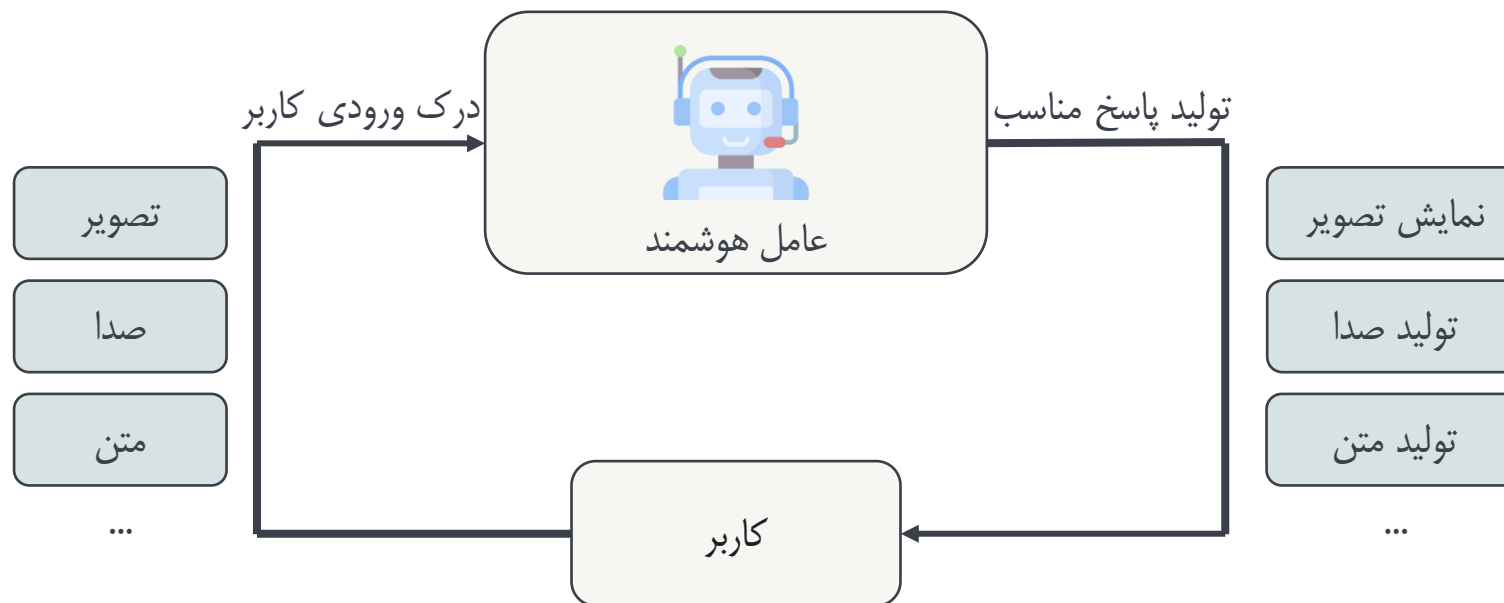 درک ورودی کاربر
تولید پاسخ مناسب
عامل هوشمند
نمایش تصویر
تولید صدا
تولید متن
...
تصویر
صدا
متن
...
کاربر